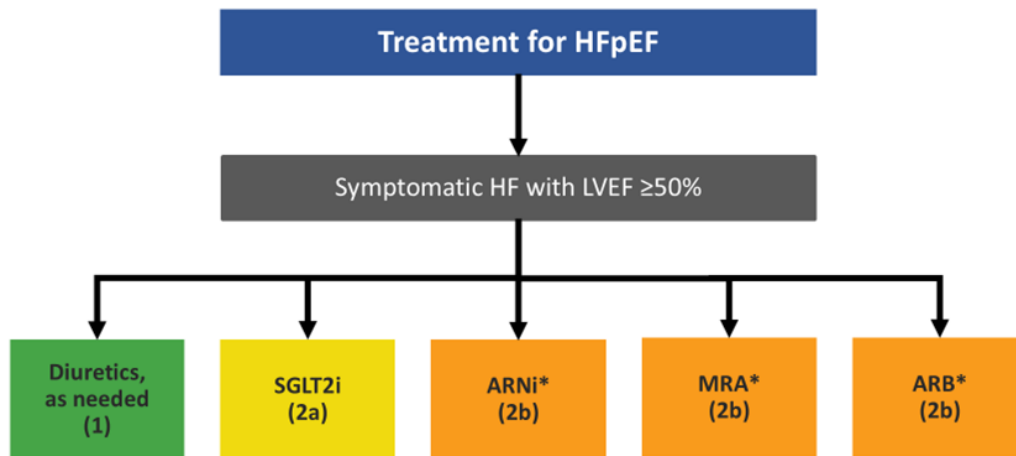 Treatment for HFpEF
Symptomatic HF with LVEF ≥50%
Diuretics,
as needed
(1)
SGLT2i
(2a)
ARNi*
(2b)
MRA*
(2b)
ARB*
(2b)